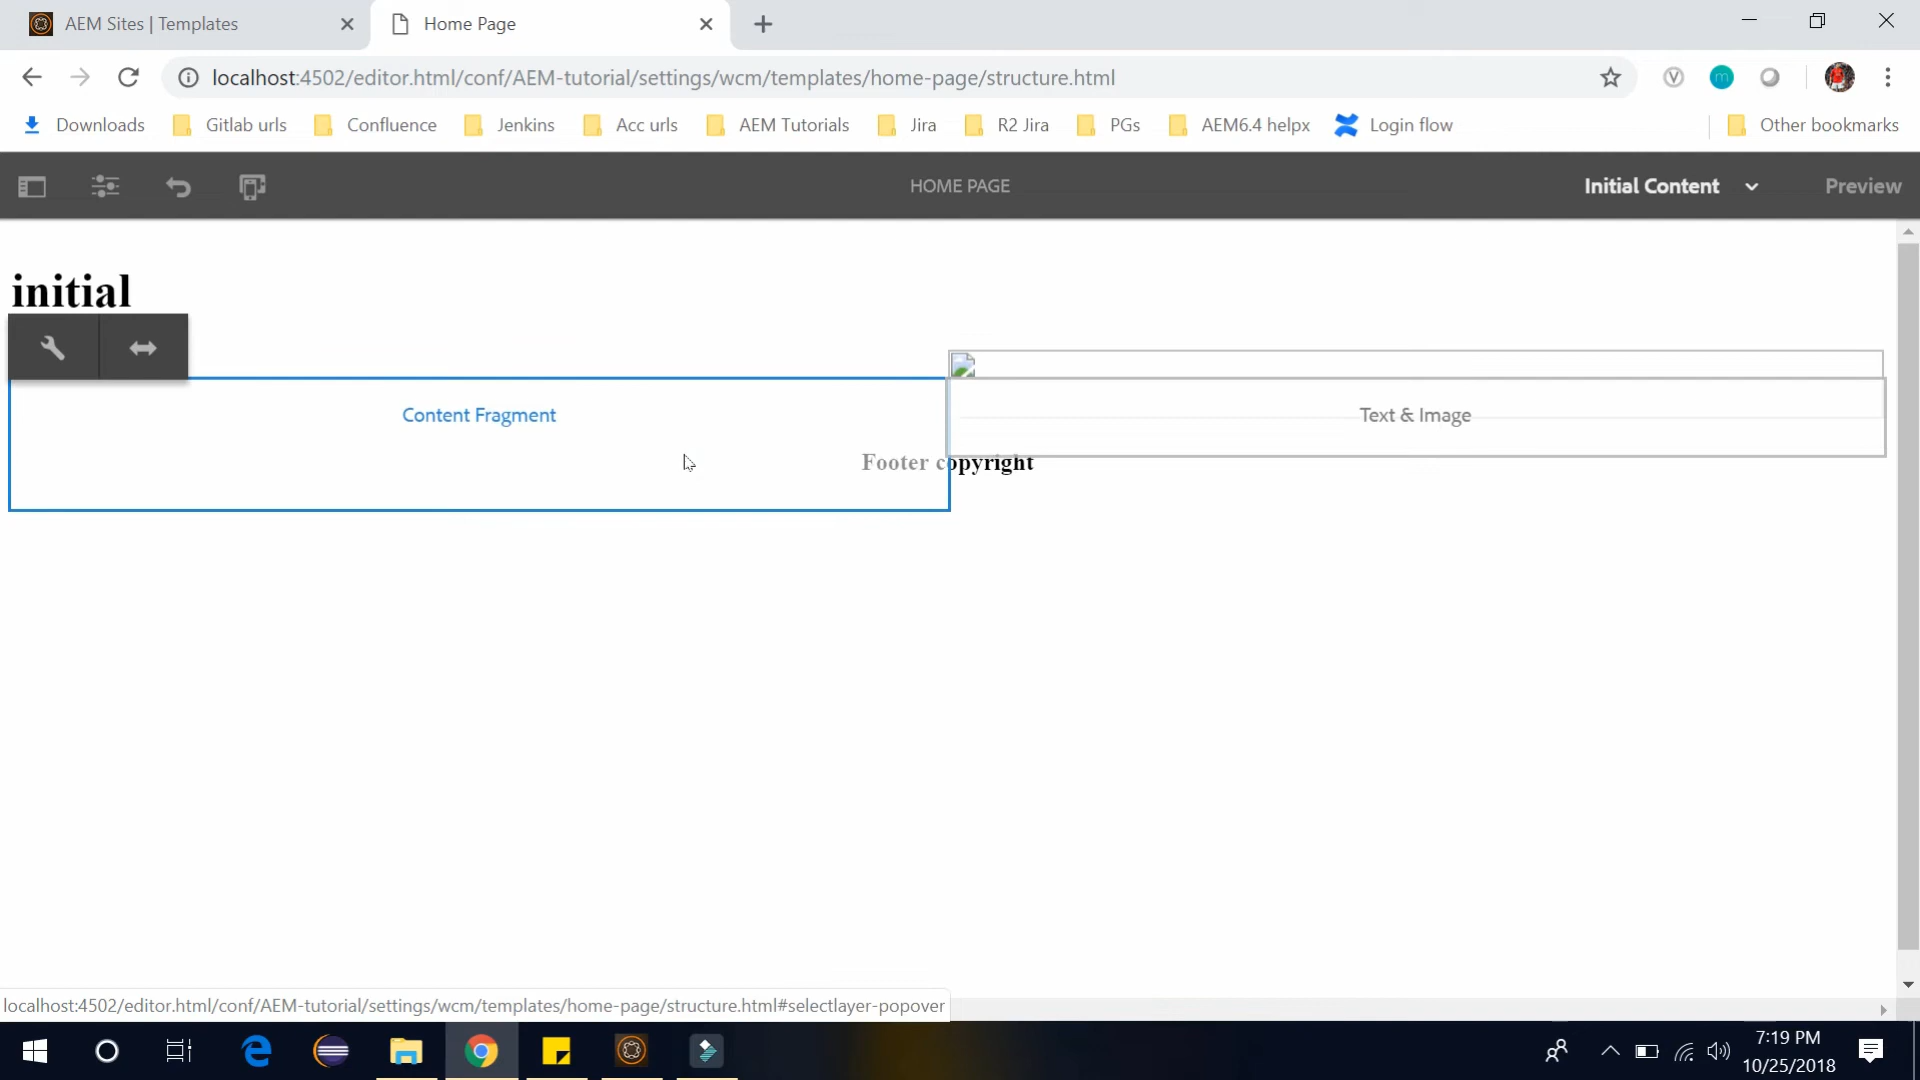 AEM Sites | Templates
Home Page
localhost:4502/editor.html/conf/AEM-tutorial/settings/wcm/templates/home-page/structure.html
V
m
Downloads
Gitlab urls
Confluence
Jenkins
Acc urls
AEM Tutorials
Jira
R2 Jira
PGs
AEM6.4 helpx
Login flow
Other bookmarks
HOME PAGE
Initial Content
Preview
initial
Content Fragment
Text & Image
Footer copyright
localhost:4502/editor.html/conf/AEM-tutorial/settings/wcm/templates/home-page/structure.html#selectlayer-popover
7:19 PM
10/25/2018